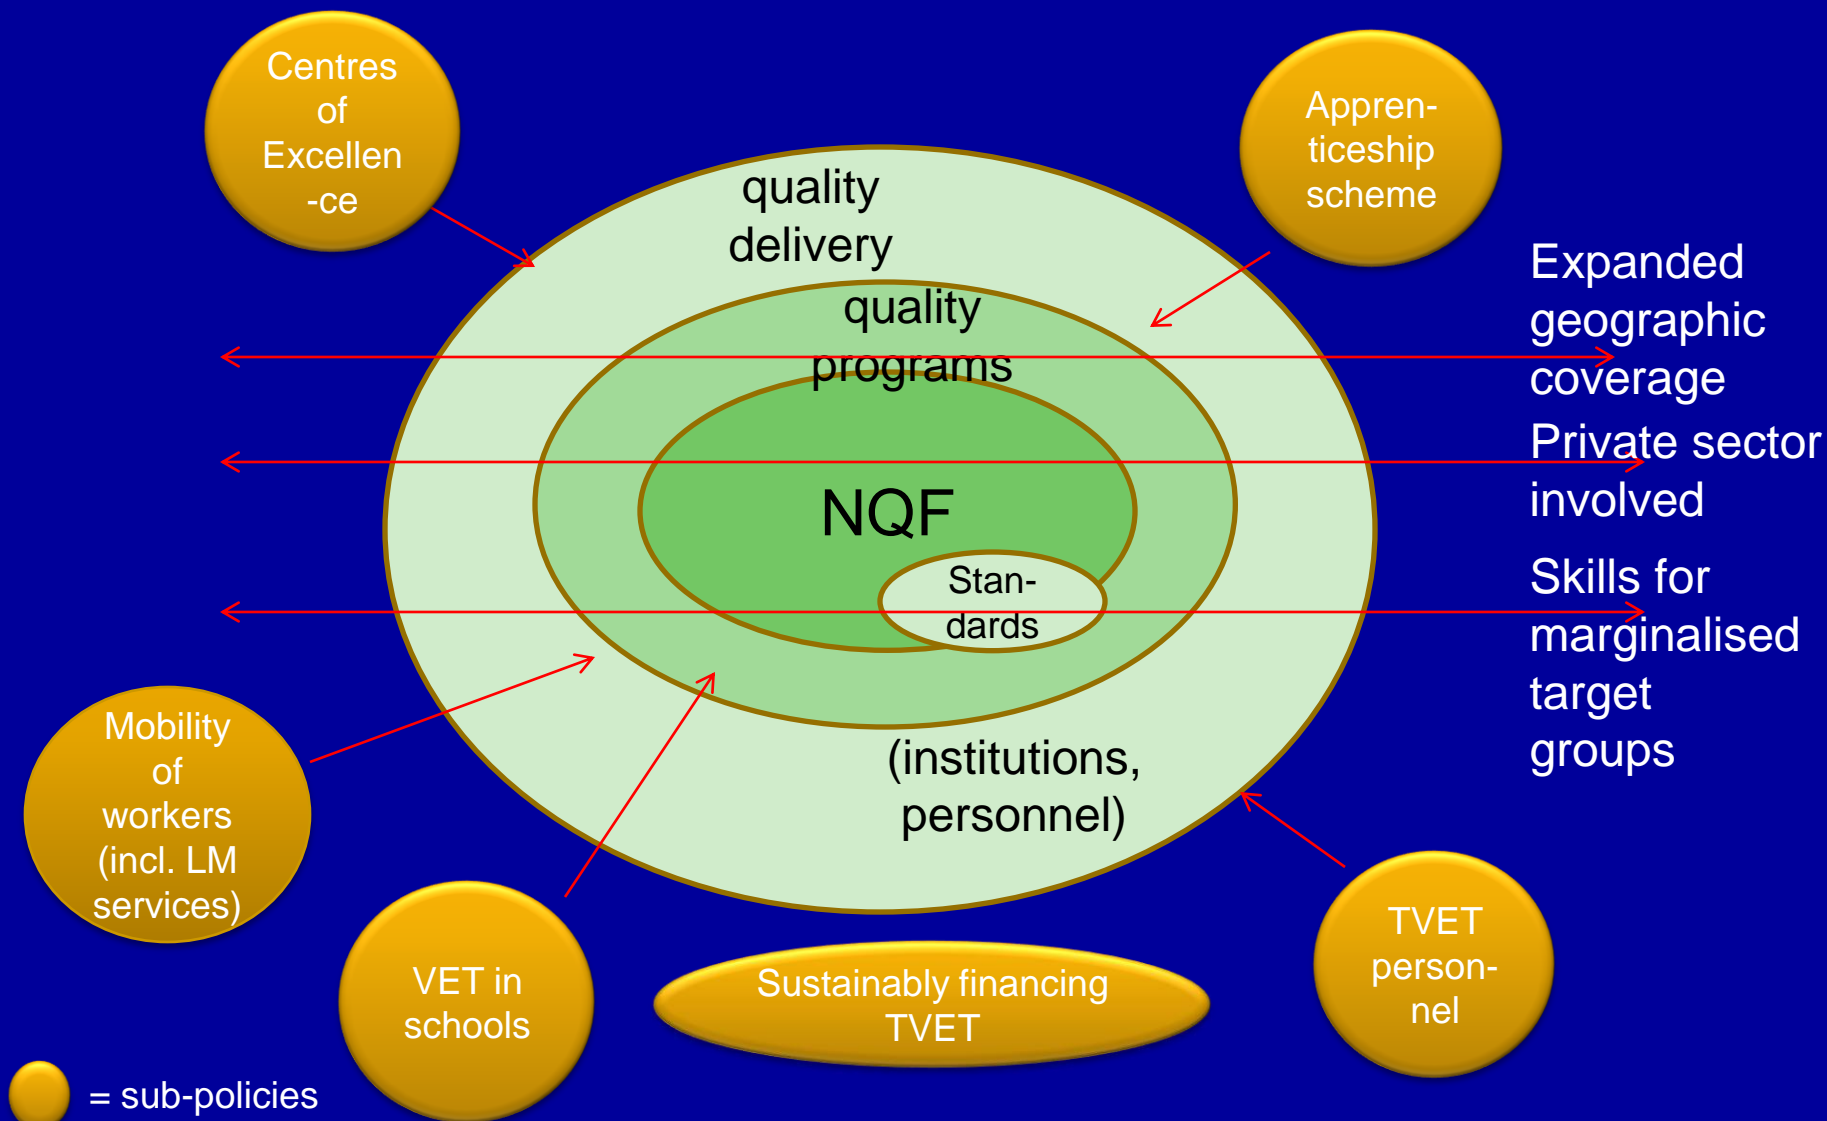 Centres
of
Excellen
-ce
Appren-
ticeship
scheme
quality
delivery
quality
programs
NQF
Stan-
dards
(institutions,
personnel)
Expanded
geographic
coverage
Private sector
involved
Skills for
marginalised
target
groups
Mobility
of
workers
(incl. LM
services)
VET in
schools
Sustainably financing
TVET
TVET
person-
nel
= sub-policies